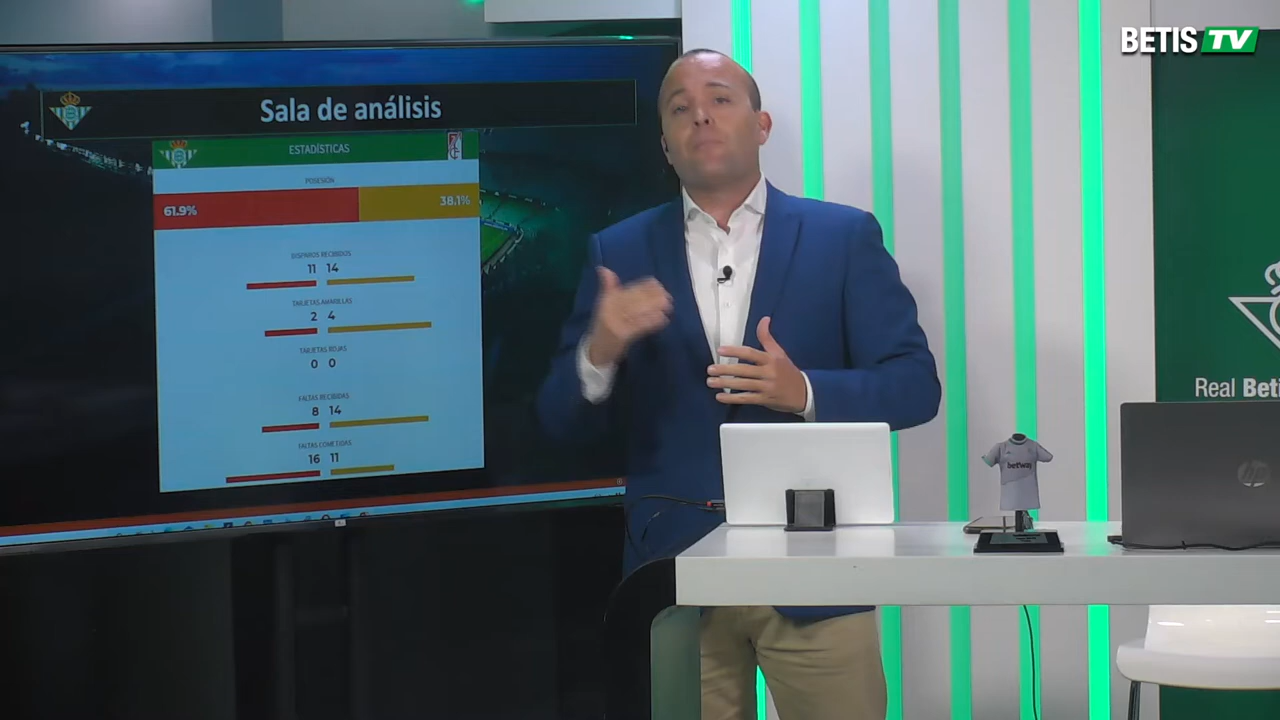 BETIS TV
Sala de análisis
ESTADÍSTICAS
POSESIÓN
61.9% 38.1%
DISPAROS RECIBIDOS
11 14
TARJETAS AMARILLAS
2 4
TARJETAS ROJAS
0 0
FALTAS RECIBIDAS
8 14
FALTAS COMETIDAS
16 11
betway
hp
Real Beti